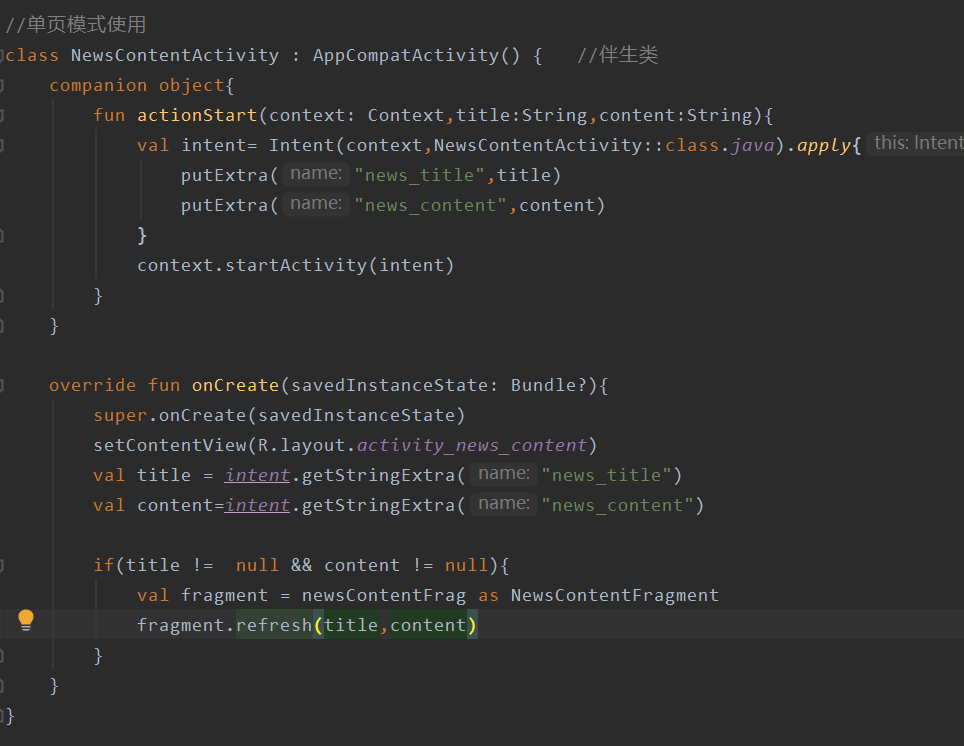 //单页模式使用
class NewsContentActivity : AppCompatActivity() {   //伴生类
    companion object{
        fun actionStart(context: Context,title:String,content:String){
            val intent= Intent(context,NewsContentActivity::class.java).apply{ this: Intent
                putExtra( name: "news_title",title)
                putExtra( name: "news_content",content)
            }
            context.startActivity(intent)
        }
    }

    override fun onCreate(savedInstanceState: Bundle?){
        super.onCreate(savedInstanceState)
        setContentView(R.layout.activity_news_content)
        val title = intent.getStringExtra( name: "news_title")
        val content=intent.getStringExtra( name: "news_content")

        if(title !=  null && content != null){
            val fragment = newsContentFrag as NewsContentFragment
            fragment.refresh(title,content)
        }
    }
}